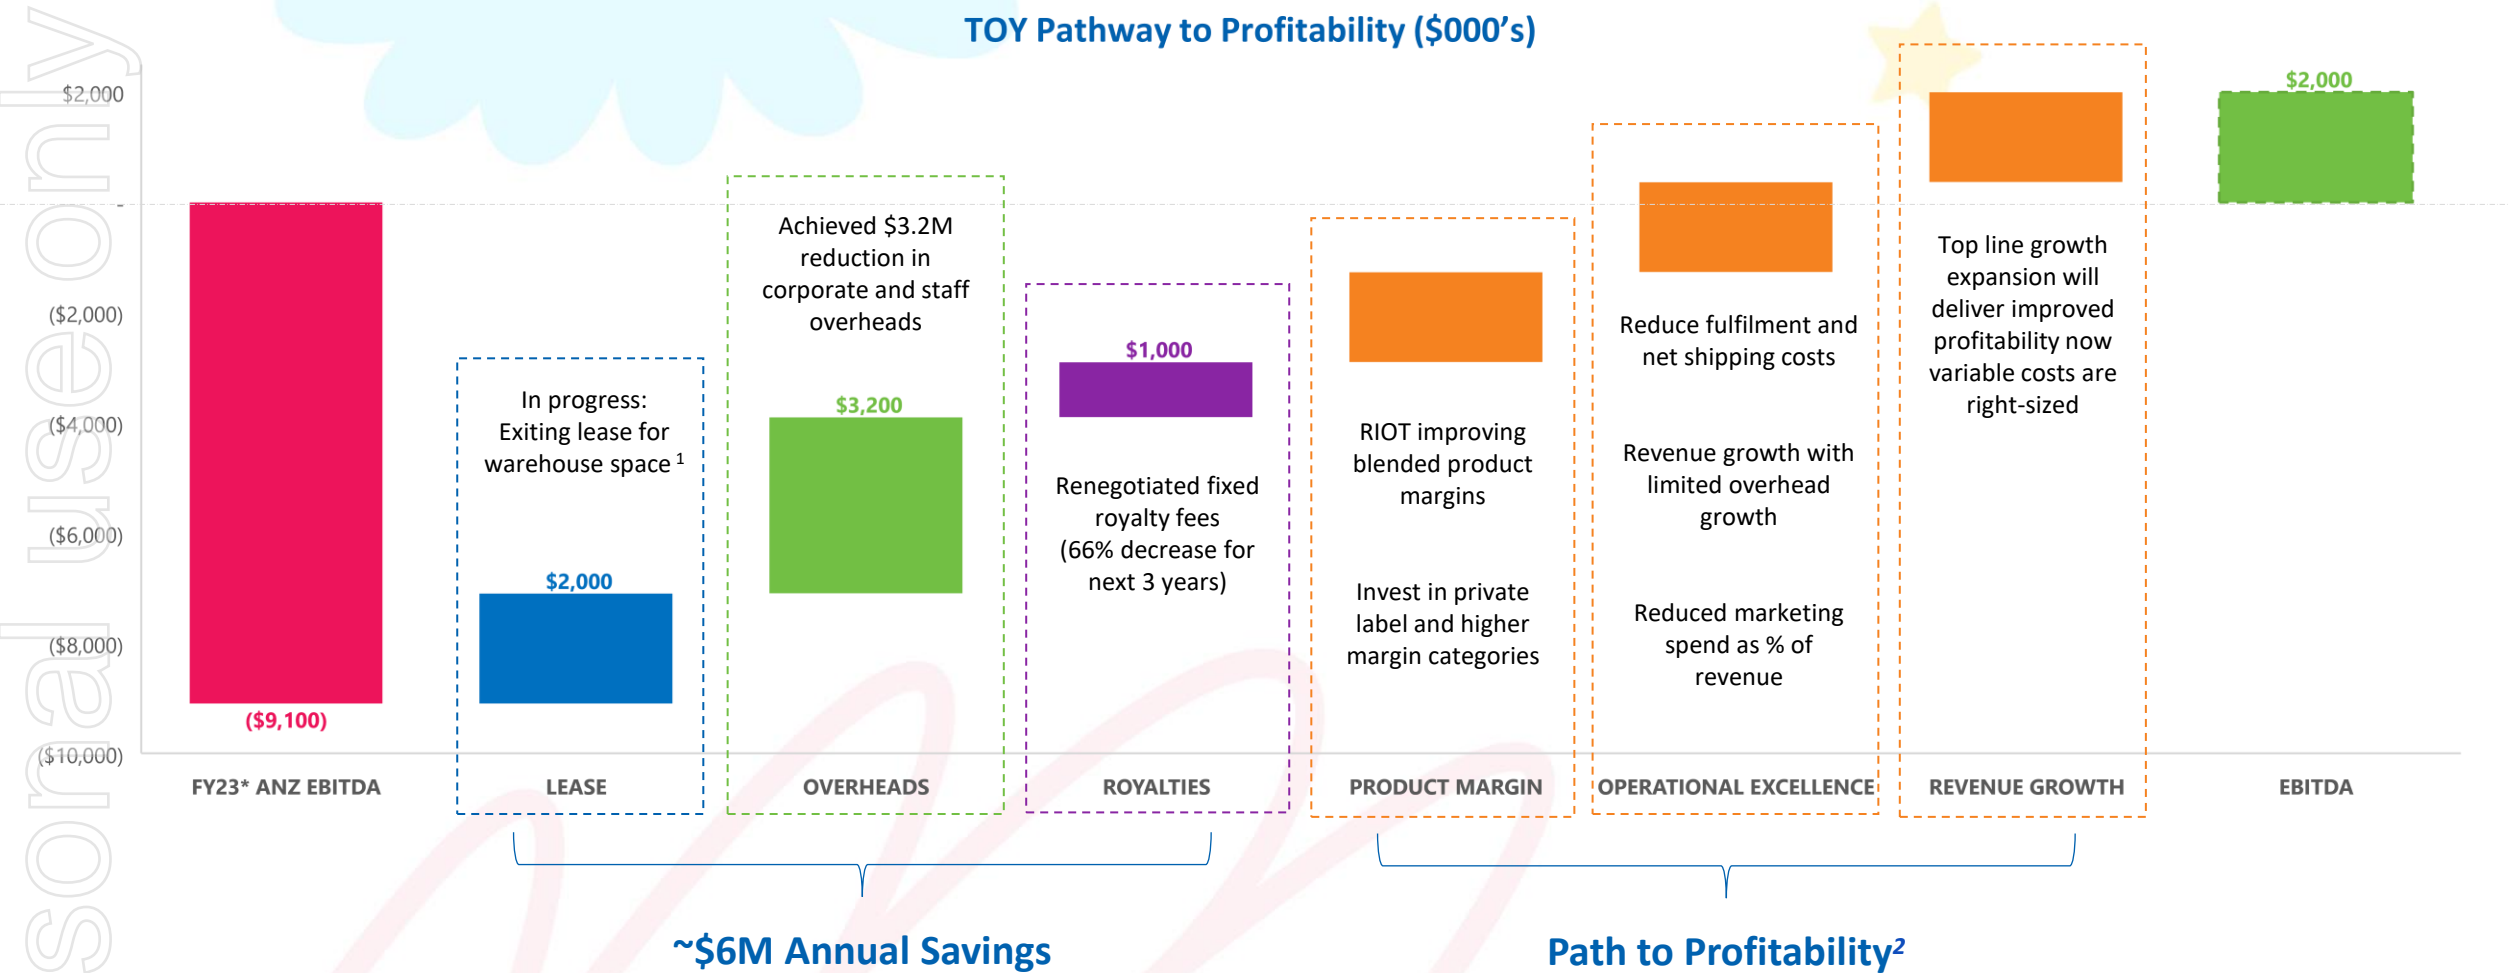 TOY Pathway to Profitability ($000's)
sonal use only
$2,000
-
($2,000)
($4,000)
($6,000)
($8,000)
($10,000)
($9,100)
FY23* ANZ EBITDA
In progress:
Exiting lease for
warehouse space 1
$2,000
LEASE
Achieved $3.2M
reduction in
corporate and staff
overheads
$3,200
OVERHEADS
$1,000
Renegotiated fixed
royalty fees
(66% decrease for
next 3 years)
ROYALTIES
RIOT improving
blended product
margins
Invest in private
label and higher
margin categories
PRODUCT MARGIN
Reduce fulfilment and
net shipping costs
Revenue growth with
limited overhead
growth
Reduced marketing
spend as % of
revenue
OPERATIONAL EXCELLENCE
Top line growth
expansion will
deliver improved
profitability now
variable costs are
right-sized
REVENUE GROWTH
$2,000
EBITDA
~$6M Annual Savings
Path to Profitability2